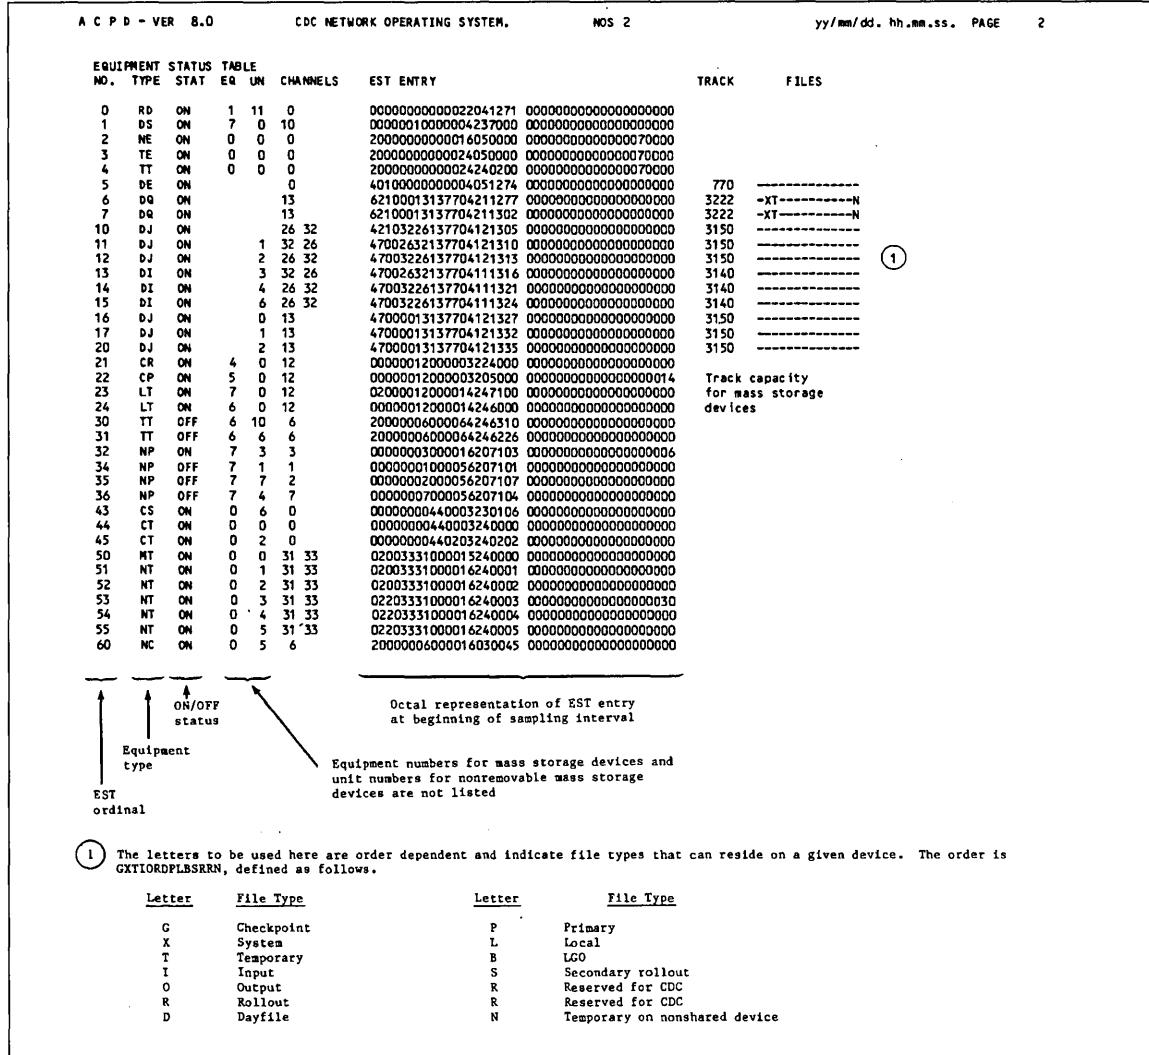 A C P D - VER 8.0 CDC NETWORK OPERATING SYSTEM. NOS 2 yy/mm/dd. hh.mm.ss. PAGE 2
EQUIPMENT STATUS TABLE
NO. TYPE STAT EQ UN CHANNELS EST ENTRY TRACK FILES
0 RD ON 1 11 0 00000000000022041271 00000000000000000000
1 DS ON 7 0 10 00000010000004237000 00000000000000000000
2 NE ON 0 0 0 20000000000016050000 00000000000000070000
3 TE ON 0 0 0 20000000000024050000 00000000000000070000
4 TT ON 0 0 0 20000000000024240200 00000000000000070000
5 DE ON 0 40100000000004051274 00000000000000000000 770 ---------------
6 DQ ON 13 62100013137704211277 00000000000000000000 3222 -XT-----------N
7 DQ ON 13 62100013137704211302 00000000000000000000 3222 -XT-----------N
10 DJ ON 26 32 42103226137704121305 00000000000000000000 3150 ---------------
11 DJ ON 1 32 26 47002632137704121310 00000000000000000000 3150 ---------------
12 DJ ON 2 26 32 47003226137704121313 00000000000000000000 3150 --------------- 1
13 DI ON 3 32 26 47002632137704111316 00000000000000000000 3140 ---------------
14 DI ON 4 26 32 47003226137704111321 00000000000000000000 3140 ---------------
15 DI ON 6 26 32 47003226137704111324 00000000000000000000 3140 ---------------
16 DJ ON 0 13 47000013137704121327 00000000000000000000 3150 ---------------
17 DJ ON 1 13 47000013137704121332 00000000000000000000 3150 ---------------
20 DJ ON 2 13 47000013137704121335 00000000000000000000 3150 ---------------
21 CR ON 4 0 12 00000012000003224000 00000000000000000000
22 CP ON 5 0 12 00000012000003205000 00000000000000000014 Track capacity
23 LT ON 7 0 12 02000012000014247100 00000000000000000000 for mass storage
24 LT ON 6 0 12 00000012000014246000 00000000000000000000 devices
30 TT OFF 6 10 6 20000006000064246310 00000000000000000000
31 TT OFF 6 6 6 20000006000064246226 00000000000000000000
32 NP ON 7 3 3 00000003000016207103 00000000000000000006
34 NP OFF 7 1 1 00000001000056207101 00000000000000000000
35 NP OFF 7 7 2 00000002000056207107 00000000000000000000
36 NP OFF 7 4 7 00000007000056207104 00000000000000000000
43 CS ON 0 6 0 00000000440003230106 00000000000000000000
44 CT ON 0 0 0 00000000440003240000 00000000000000000000
45 CT ON 0 2 0 00000000440203240202 00000000000000000000
50 MT ON 0 0 31 33 02003331000015240000 00000000000000000000
51 NT ON 0 1 31 33 02003331000016240001 00000000000000000000
52 NT ON 0 2 31 33 02003331000016240002 00000000000000000000
53 NT ON 0 3 31 33 02203331000016240003 00000000000000000030
54 NT ON 0 4 31 33 02203331000016240004 00000000000000000000
55 NT ON 0 5 31 33 02203331000016240005 00000000000000000000
60 NC ON 0 5 6 20000006000016030045 00000000000000000000
ON/OFF
status
Octal representation of EST entry
at beginning of sampling interval
Equipment
type
Equipment numbers for mass storage devices and
unit numbers for nonremovable mass storage
devices are not listed
EST
ordinal
1 The letters to be used here are order dependent and indicate file types that can reside on a given device. The order is
GXTIORDPLBSRRN, defined as follows.
Letter File Type Letter File Type
G Checkpoint P Primary
X System L Local
T Temporary B LGO
I Input S Secondary rollout
O Output R Reserved for CDC
R Rollout R Reserved for CDC
D Dayfile N Temporary on nonshared device